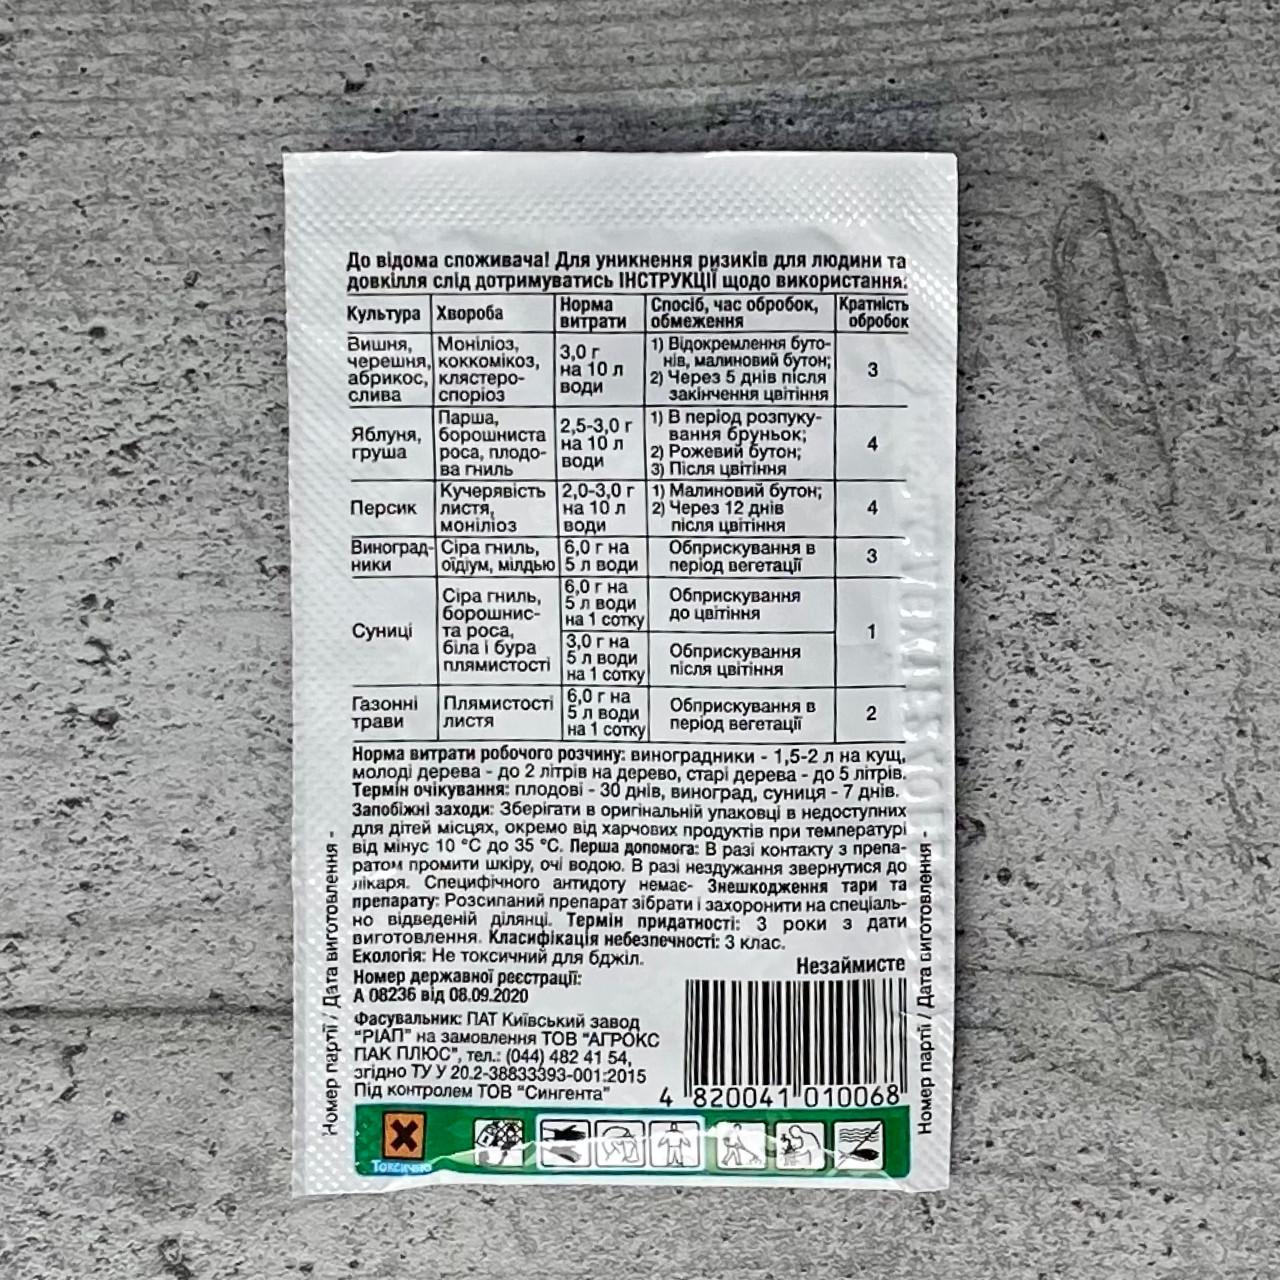 До відома споживача! Для уникнення ризиків для людини та
довкілля слід дотримуватись ІНСТРУКЦІЇ щодо використання:
Культура Хвороба Норма витрати Спосіб, час обробок, обмеження Кратність обробок
Вишня,
черешня,
абрикос,
слива
Моніліоз,
коккомікоз,
клястеро-
споріоз
3,0 г
на 10 л
води
1) Відокремлення буто-
нів, малиновий бутон;
2) Через 5 днів після
закінчення цвітіння
3
Яблуня,
груша
Парша,
борошниста
роса, плодо-
ва гниль
2,5-3,0 г
на 10 л
води
1) В період розпуку-
вання бруньок;
2) Рожевий бутон;
3) Після цвітіння
4
Персик
Кучерявість
листя,
моніліоз
2,0-3,0 г
на 10 л
води
1) Малиновий бутон;
2) Через 12 днів
після цвітіння
4
Виноград-
ники
Сіра гниль,
оїдіум, мілдью
6,0 г на
5 л води
Обприскування в
період вегетації
3
Суниці
Сіра гниль,
борошнис-
та роса,
біла і бура
плямистості
6,0 г на
5 л води
на 1 сотку
Обприскування
до цвітіння
3,0 г на
5 л води
на 1 сотку
Обприскування
після цвітіння
1
Газонні
трави
Плямистості
листя
6,0 г на
5 л води
на 1 сотку
Обприскування в
період вегетації
2
Норма витрати робочого розчину: виноградники - 1,5-2 л на кущ,
молоді дерева - до 2 літрів на дерево, старі дерева - до 5 літрів.
Термін очікування: плодові - 30 днів, виноград, суниця - 7 днів.
Запобіжні заходи: Зберігати в оригінальній упаковці в недоступних
для дітей місцях, окремо від харчових продуктів при температурі
від мінус 10 °С до 35 °С. Перша допомога: В разі контакту з препа-
ратом промити шкіру, очі водою. В разі нездужання звернутися до
лікаря. Специфічного антидоту немає- Знешкодження тари та
препарату: Розсипаний препарат зібрати і захоронити на спеціаль-
но відведеній ділянці. Термін придатності: 3 роки з дати
виготовлення. Класифікація небезпечності: 3 клас.
Екологія: Не токсичний для бджіл.
Незаймисте
Номер державної реєстрації:
А 08236 від 08.09.2020
Фасувальник: ПАТ Київський завод
"РІАП" на замовлення ТОВ "АГРОКС
ПАК ПЛЮС", тел.: (044) 482 41 54,
згідно ТУ У 20.2-38833393-001:2015
Під контролем ТОВ "Сингента"
4 820041 010068
Токсично
Номер партії / Дата виготовлення -
Номер партії / Дата виготовлення -